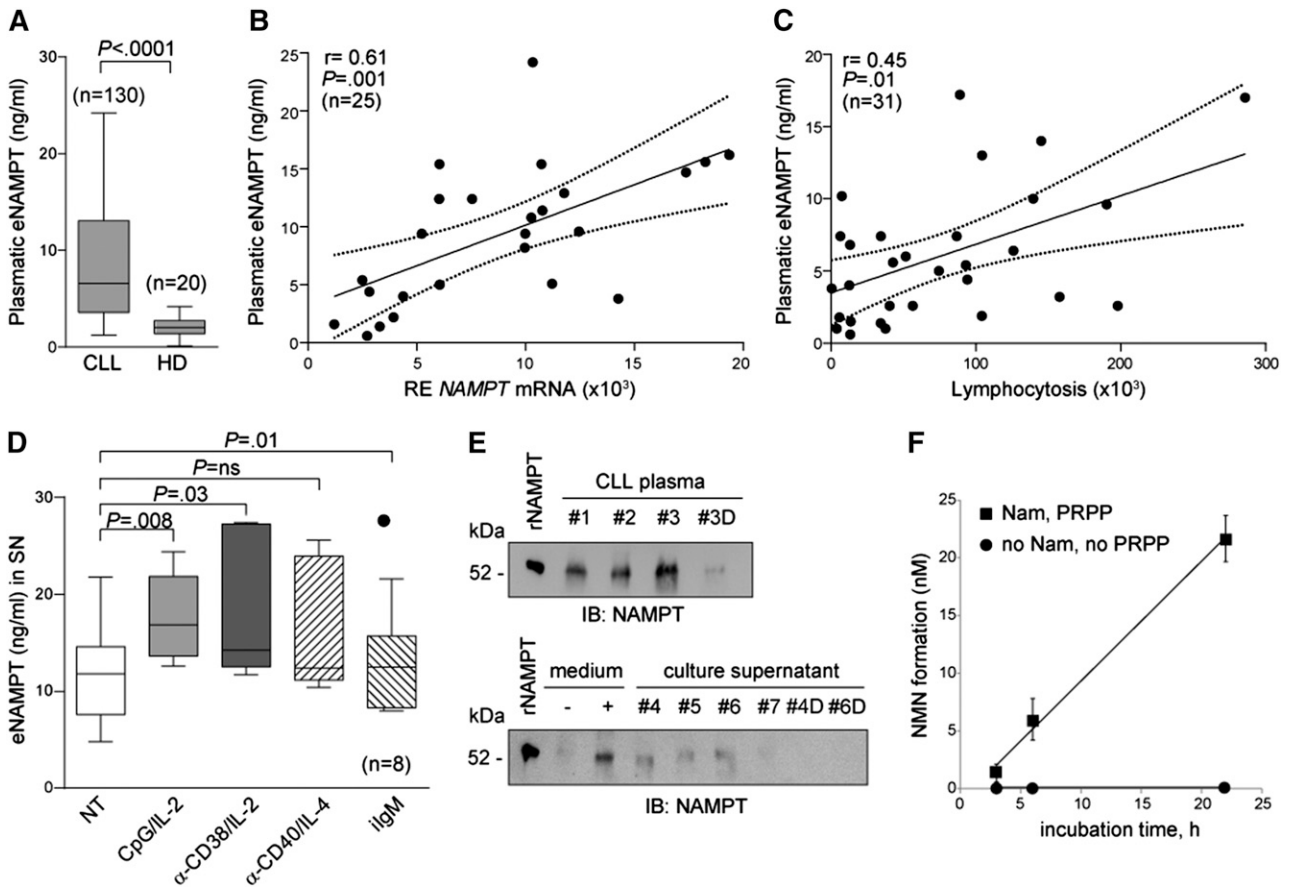 A
Plasmatic eNAMPT (ng/ml)
P<.0001
(n=130)
(n=20)
30
20
10
0
CLL HD
B
Plasmatic eNAMPT (ng/ml)
r= 0.61
P=.001
(n=25)
25
20
15
10
5
0
0 5 10 15 20
RE NAMPT mRNA (x10³)
C
Plasmatic eNAMPT (ng/ml)
r= 0.45
P=.01
(n=31)
20
15
10
5
0
0 100 200 300
Lymphocytosis (x10³)
D
eNAMPT (ng/ml) in SN
P=.01
P=ns
P=.03
P=.008
30
20
10
0
(n=8)
NT
CpG/IL-2
α-CD38/IL-2
α-CD40/IL-4
iIgM
E
rNAMPT
CLL plasma
#1 #2 #3 #3D
kDa
52 -
IB: NAMPT
rNAMPT
medium culture supernatant
- + #4 #5 #6 #7 #4D #6D
kDa
52 -
IB: NAMPT
F
NMN formation (nM)
Nam, PRPP
no Nam, no PRPP
25
20
15
10
5
0
0 5 10 15 20 25
incubation time, h